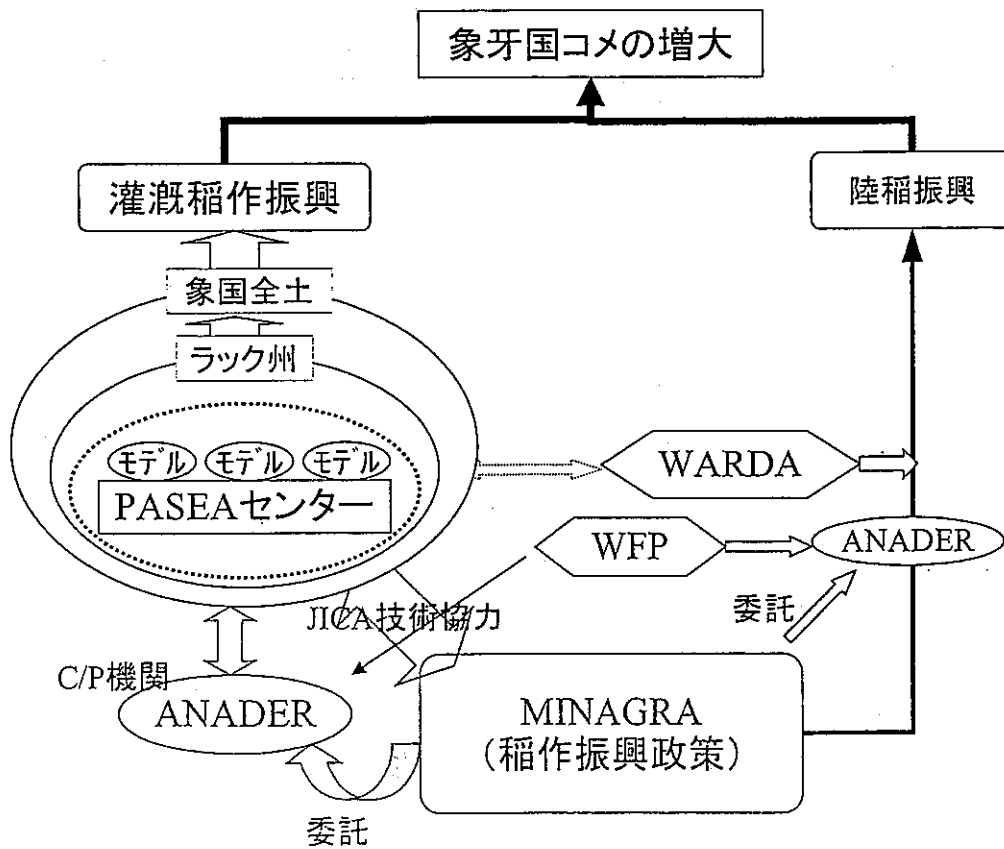 象牙国コメの増大
灌漑稲作振興
陸稲振興
象国全土
ラック州
モデル モデル モデル
PASEAセンター
WARDA
WFP
ANADER
委託
JICA技術協力
C/P機関
ANADER
MINAGRA
(稲作振興政策)
委託